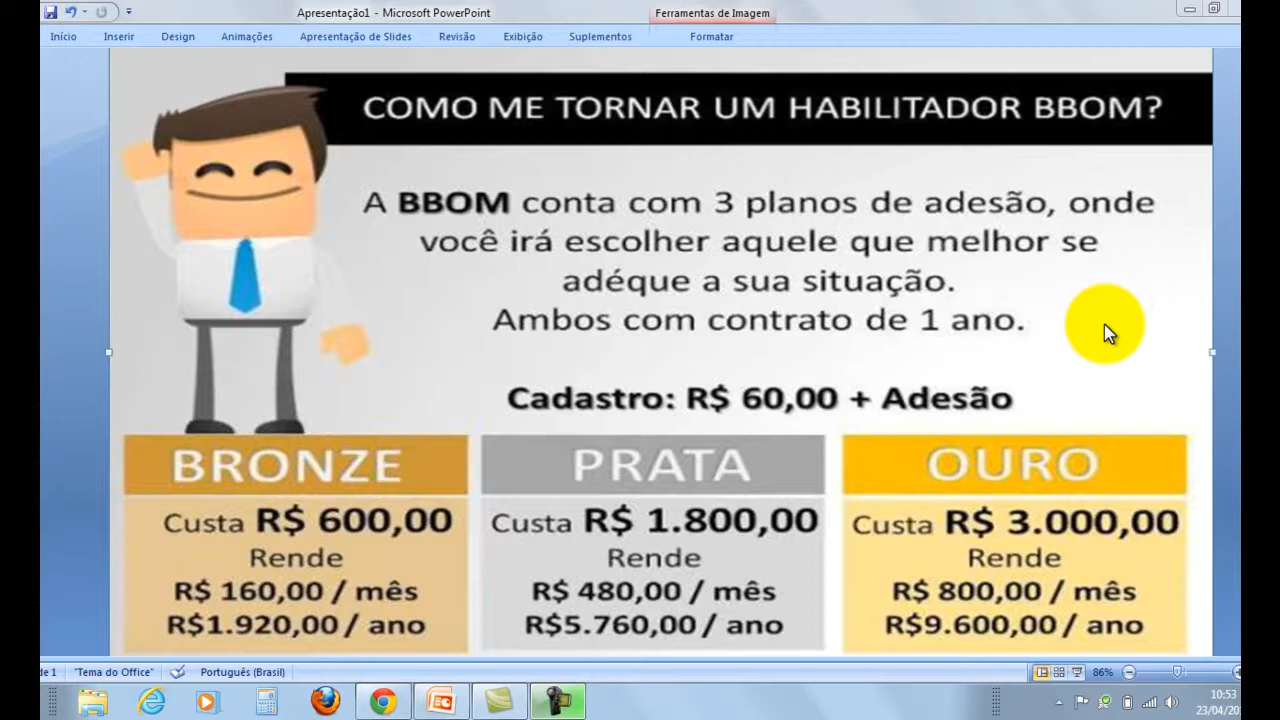 Apresentação1 - Microsoft PowerPoint
Ferramentas de Imagem
Início Inserir Design Animações Apresentação de Slides Revisão Exibição Suplementos Formatar
COMO ME TORNAR UM HABILITADOR BBOM?
A BBOM conta com 3 planos de adesão, onde
você irá escolher aquele que melhor se
adéque a sua situação.
Ambos com contrato de 1 ano.
Cadastro: R$ 60,00 + Adesão
BRONZE
Custa R$ 600,00
Rende
R$ 160,00 / mês
R$1.920,00 / ano
PRATA
Custa R$ 1.800,00
Rende
R$ 480,00 / mês
R$5.760,00 / ano
OURO
Custa R$ 3.000,00
Rende
R$ 800,00 / mês
R$9.600,00 / ano
de 1 "Tema do Office" Português (Brasil) 86%
10:53
23/04/20